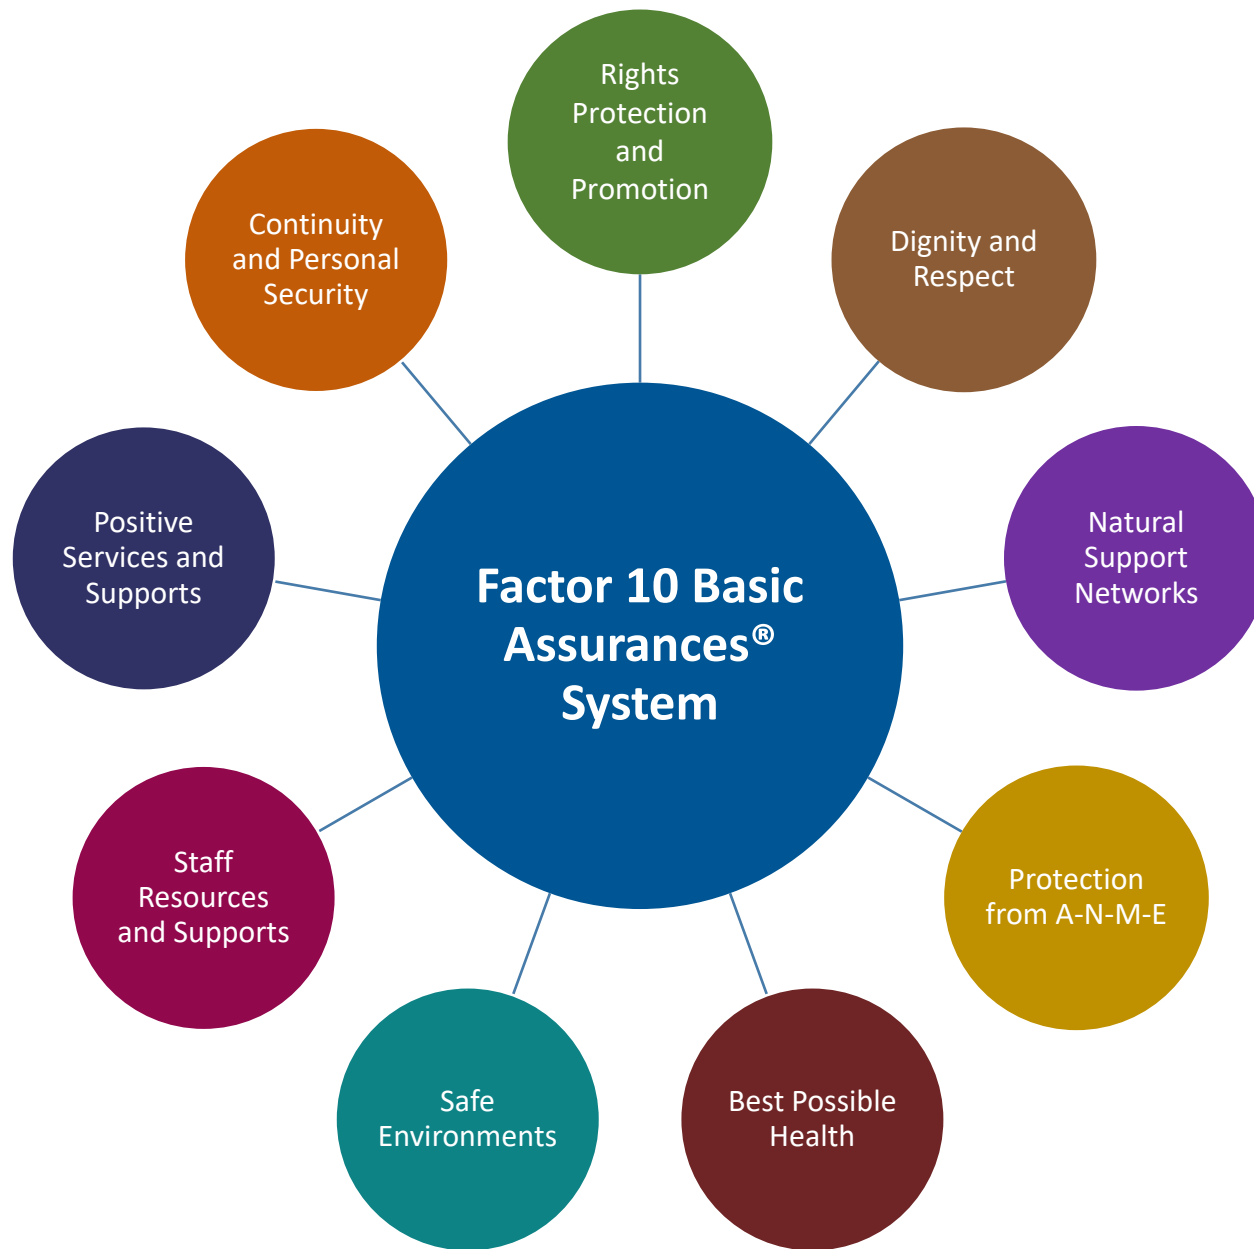 Rights
Protection
and
Promotion
Dignity and
Respect
Natural
Support
Networks
Protection
from A-N-M-E
Best Possible
Health
Safe
Environments
Staff
Resources
and Supports
Positive
Services and
Supports
Continuity
and Personal
Security
Factor 10 Basic
Assurances®
System